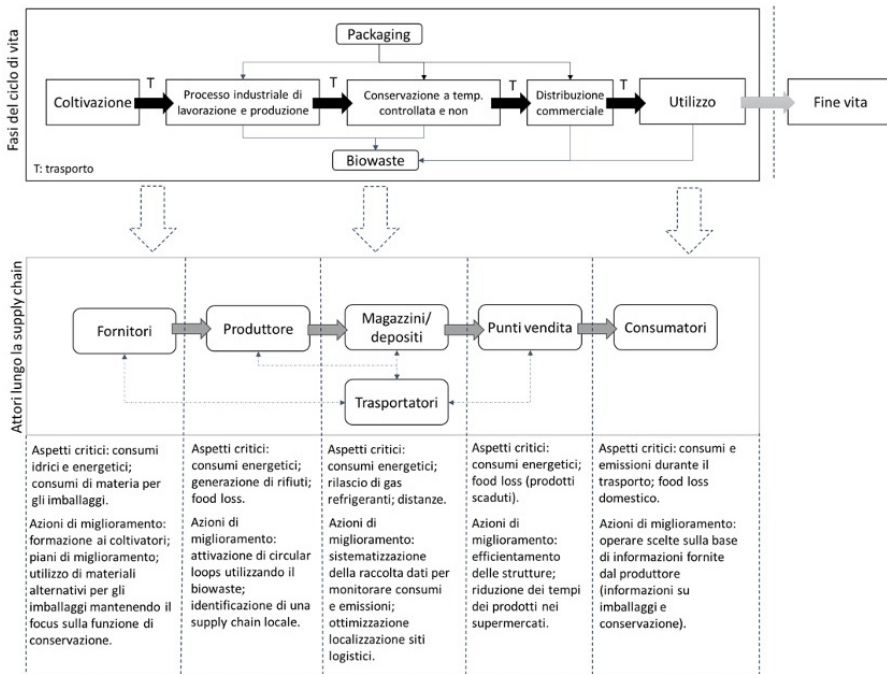 Fasi del ciclo di vita
Packaging
T
T
T
T
Coltivazione
Processo industriale di
lavorazione e produzione
Conservazione a temp.
controllata e non
Distribuzione
commerciale
Utilizzo
Fine vita
Biowaste
T: trasporto
Attori lungo la supply chain
Fornitori
Produttore
Magazzini/
depositi
Punti vendita
Consumatori
Trasportatori
Aspetti critici: consumi
idrici e energetici;
consumi di materia per
gli imballaggi.
Azioni di miglioramento:
formazione ai coltivatori;
piani di miglioramento;
utilizzo di materiali
alternativi per gli
imballaggi mantenendo il
focus sulla funzione di
conservazione.
Aspetti critici:
consumi energetici;
generazione di rifiuti;
food loss.
Azioni di
miglioramento:
attivazione di circular
loops utilizzando il
biowaste;
identificazione di una
supply chain locale.
Aspetti critici:
consumi energetici;
rilascio di gas
refrigeranti; distanze.
Azioni di
miglioramento:
sistematizzazione
della raccolta dati per
monitorare consumi
e emissioni;
ottimizzazione
localizzazione siti
logistici.
Aspetti critici:
consumi energetici;
food loss (prodotti
scaduti).
Azioni di
miglioramento:
efficientamento
delle strutture;
riduzione dei tempi
dei prodotti nei
supermercati.
Aspetti critici: consumi e
emissioni durante il
trasporto; food loss
domestico.
Azioni di miglioramento:
operare scelte sulla base
di informazioni fornite
dal produttore
(informazioni su
imballaggi e
conservazione).